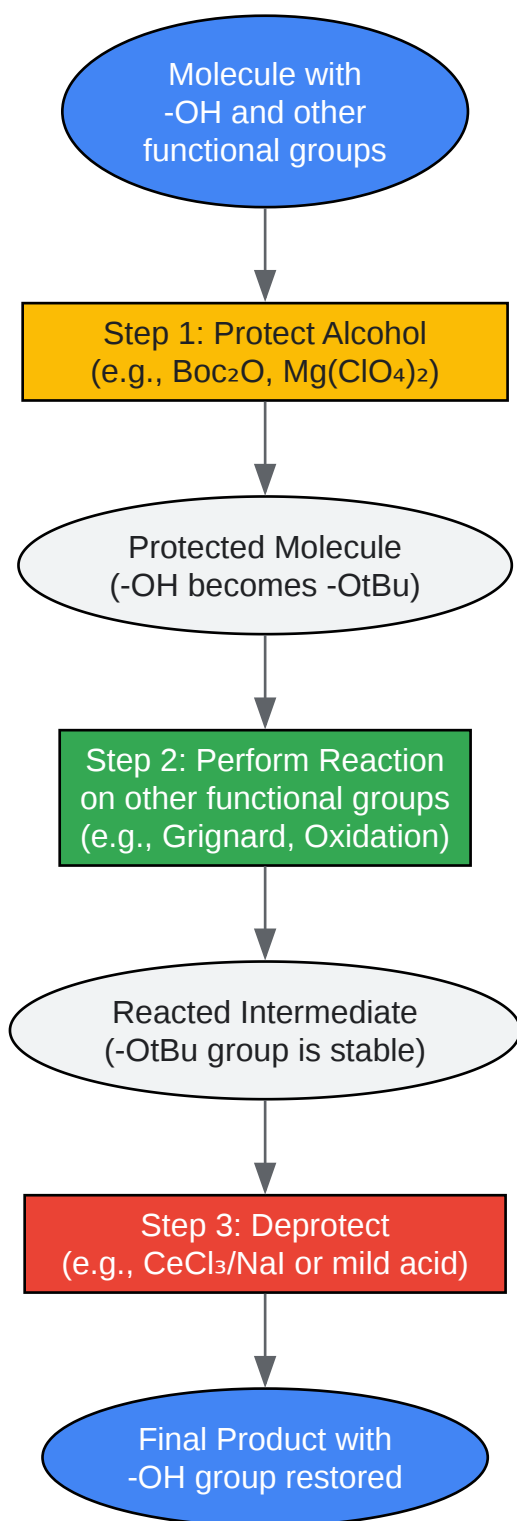 Molecule with
-OH and other
functional groups
Step 1: Protect Alcohol
(e.g., Boc₂O, Mg(ClO₄)₂)
Protected Molecule
(-OH becomes -OtBu)
Step 2: Perform Reaction
on other functional groups
(e.g., Grignard, Oxidation)
Reacted Intermediate
(-OtBu group is stable)
Step 3: Deprotect
(e.g., CeCl₃/NaI or mild acid)
Final Product with
-OH group restored